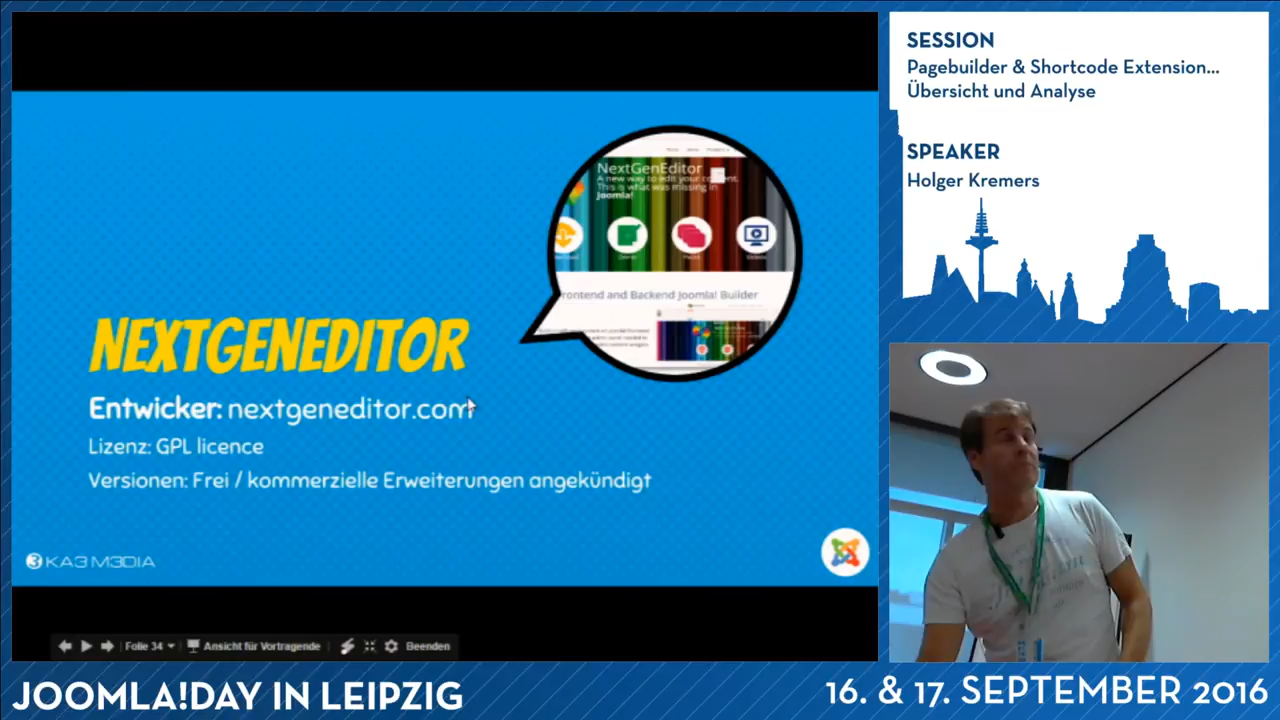 SESSION
Pagebuilder & Shortcode Extension...
Übersicht und Analyse
SPEAKER
Holger Kremers
NextGenEditor
A new way to edit your content.
This is what was missing in
Joomla!
Frontend and Backend Joomla! Builder
NEXTGENEDITOR
Entwicker: nextgeneditor.com
Lizenz: GPL licence
Versionen: Frei / kommerzielle Erweiterungen angekündigt
3 KA3 M3DIA
Folie 34
Ansicht für Vortragende
Beenden
JOOMLA!DAY IN LEIPZIG
16. & 17. SEPTEMBER 2016